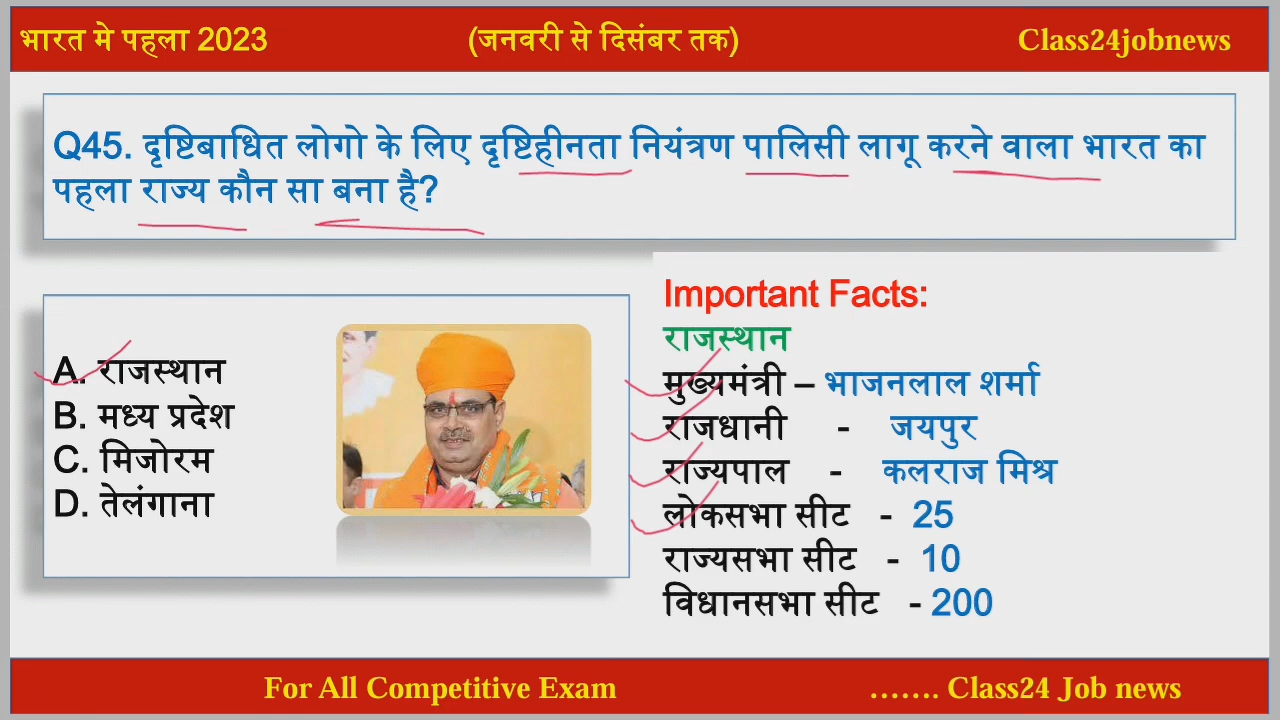 भारत मे पहला 2023 (जनवरी से दिसंबर तक) Class24jobnews
Q45. दृष्टिबाधित लोगो के लिए दृष्टिहीनता नियंत्रण पालिसी लागू करने वाला भारत का
पहला राज्य कौन सा बना है?
A. राजस्थान
B. मध्य प्रदेश
C. मिजोरम
D. तेलंगाना
Important Facts:
राजस्थान
मुख्यमंत्री – भाजनलाल शर्मा
राजधानी - जयपुर
राज्यपाल - कलराज मिश्र
लोकसभा सीट - 25
राज्यसभा सीट - 10
विधानसभा सीट - 200
For All Competitive Exam ....... Class24 Job news